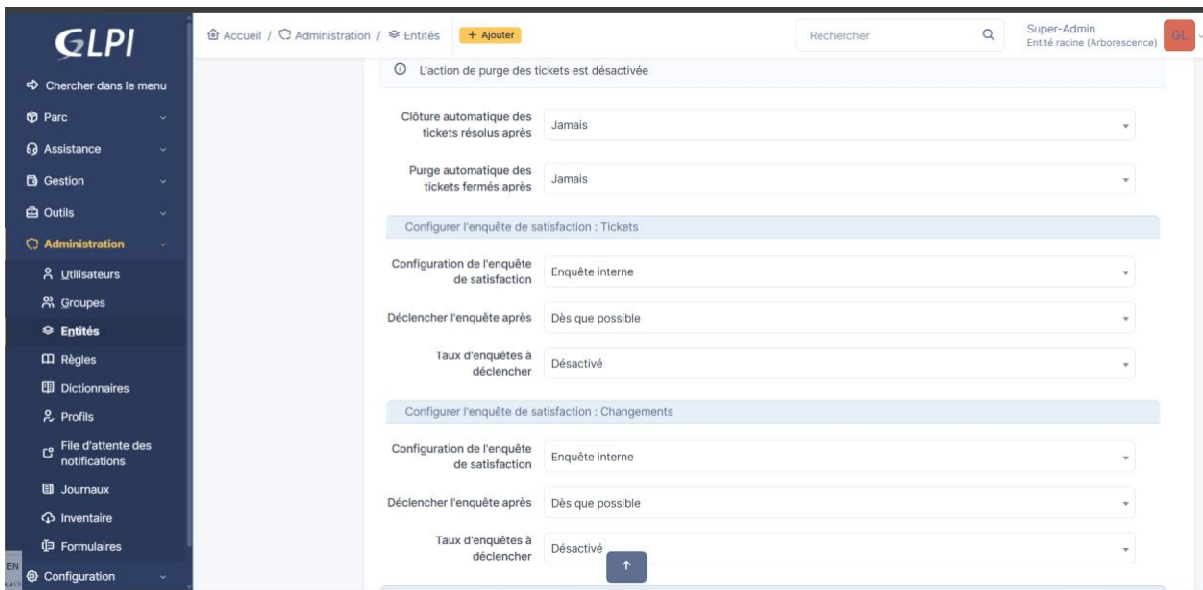 GLPI
Accueil / Administration / Entités
+ Ajouter
Rechercher
Super-Admin
Entité racine (Arborescence)
GL
Chercher dans le menu
Parc
Assistance
Gestion
Outils
Administration
Utilisateurs
Groupes
Entités
Règles
Dictionnaires
Profils
File d'attente des
notifications
Journaux
Inventaire
Formulaires
Configuration
EN
L'action de purge des tickets est désactivée
Clôture automatique des
tickets résolus après
Jamais
Purge automatique des
tickets fermés après
Jamais
Configurer l'enquête de satisfaction : Tickets
Configuration de l'enquête
de satisfaction
Enquête interne
Déclencher l'enquête après
Dès que possible
Taux d'enquêtes à
déclencher
Désactivé
Configurer l'enquête de satisfaction : Changements
Configuration de l'enquête
de satisfaction
Enquête interne
Déclencher l'enquête après
Dès que possible
Taux d'enquêtes à
déclencher
Désactivé